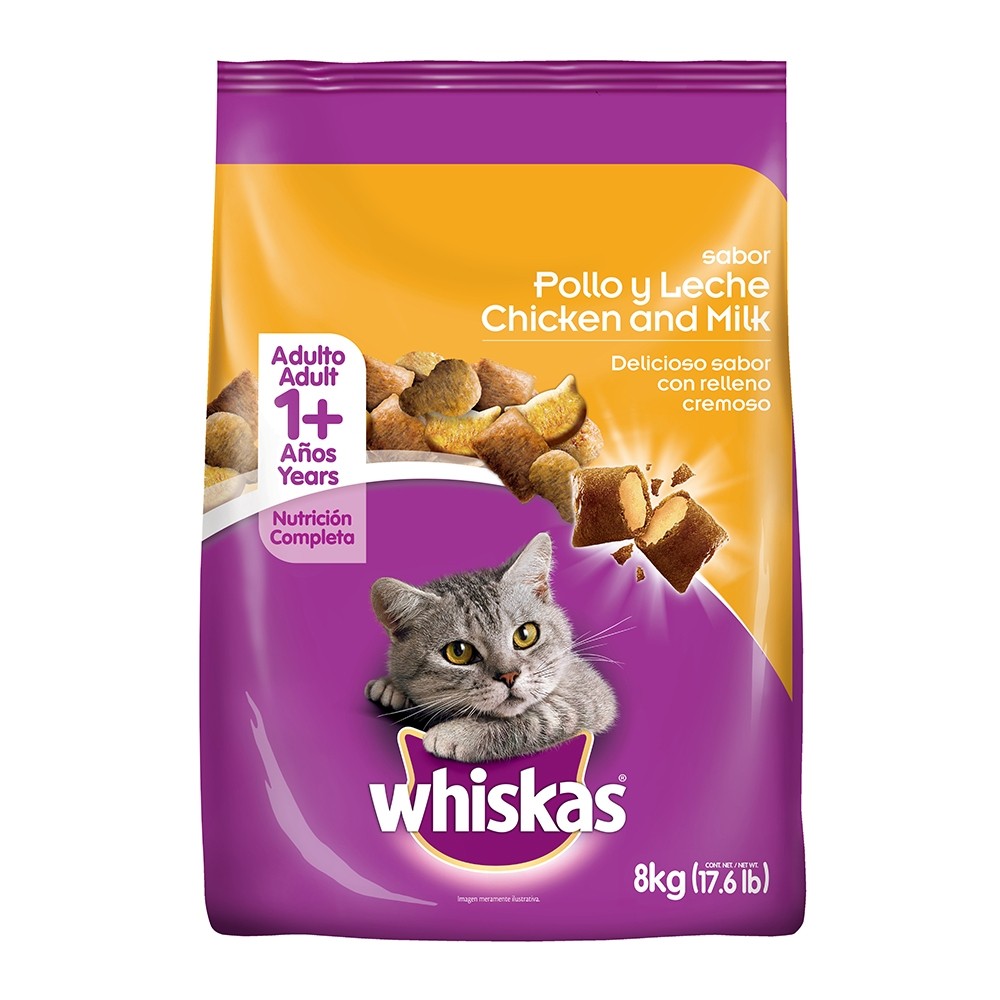 sabor
Pollo y Leche
Chicken and Milk
Delicioso sabor
con relleno
cremoso
Adulto
Adult
1+
Años
Years
Nutrición
Completa
whiskas®
CONT. NET. / NET WT.
8kg (17.6 lb)
Imagen meramente ilustrativa.